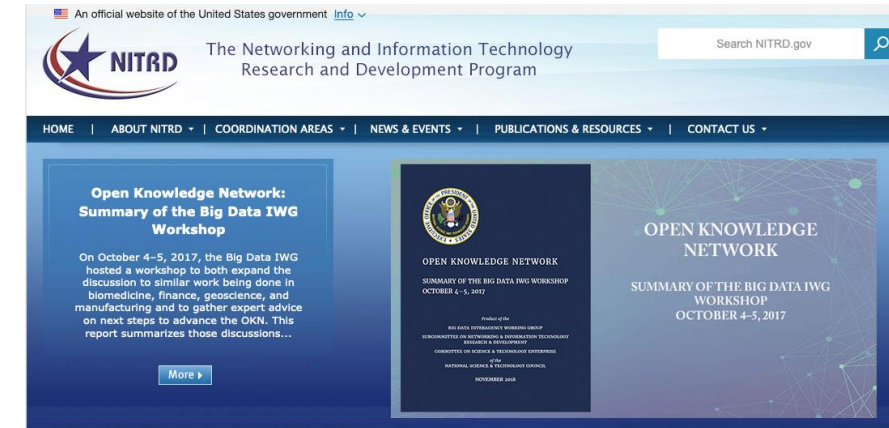 An official website of the United States government Info
NITRD
The Networking and Information Technology
Research and Development Program
Search NITRD.gov
HOME | ABOUT NITRD | COORDINATION AREAS | NEWS & EVENTS | PUBLICATIONS & RESOURCES | CONTACT US
Open Knowledge Network:
Summary of the Big Data IWG
Workshop
On October 4–5, 2017, the Big Data IWG
hosted a workshop to both expand the
discussion to similar work being done in
biomedicine, finance, geoscience, and
manufacturing and to gather expert advice
on next steps to advance the OKN. This
report summarizes those discussions...
More
OPEN KNOWLEDGE NETWORK
SUMMARY OF THE BIG DATA IWG WORKSHOP
OCTOBER 4–5, 2017
Product of the
BIG DATA INTERAGENCY WORKING GROUP
SUBCOMMITTEE ON NETWORKING & INFORMATION TECHNOLOGY
RESEARCH & DEVELOPMENT
COMMITTEE ON SCIENCE & TECHNOLOGY ENTERPRISE
of the
NATIONAL SCIENCE & TECHNOLOGY COUNCIL
NOVEMBER 2018
OPEN KNOWLEDGE
NETWORK
SUMMARY OF THE BIG DATA IWG
WORKSHOP
OCTOBER 4–5, 2017